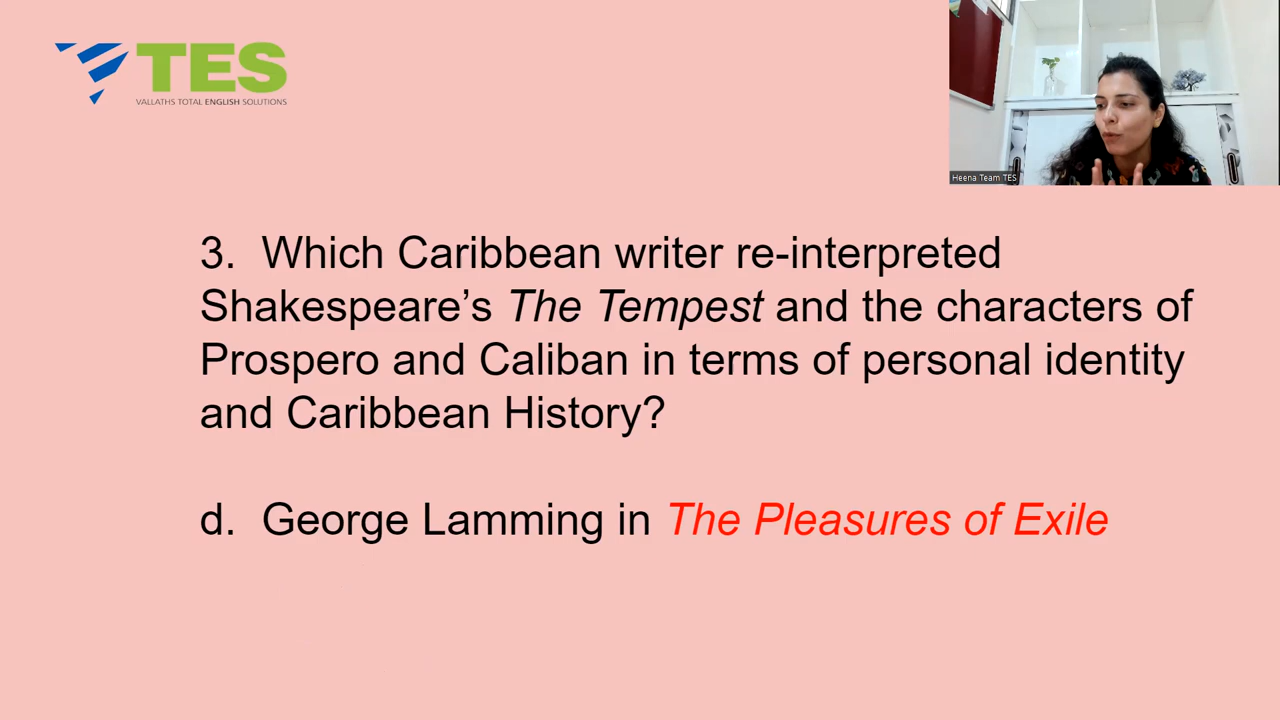 TES
VALLATHS TOTAL ENGLISH SOLUTIONS
Heena Team TES
3. Which Caribbean writer re-interpreted
Shakespeare’s The Tempest and the characters of
Prospero and Caliban in terms of personal identity
and Caribbean History?
d. George Lamming in The Pleasures of Exile